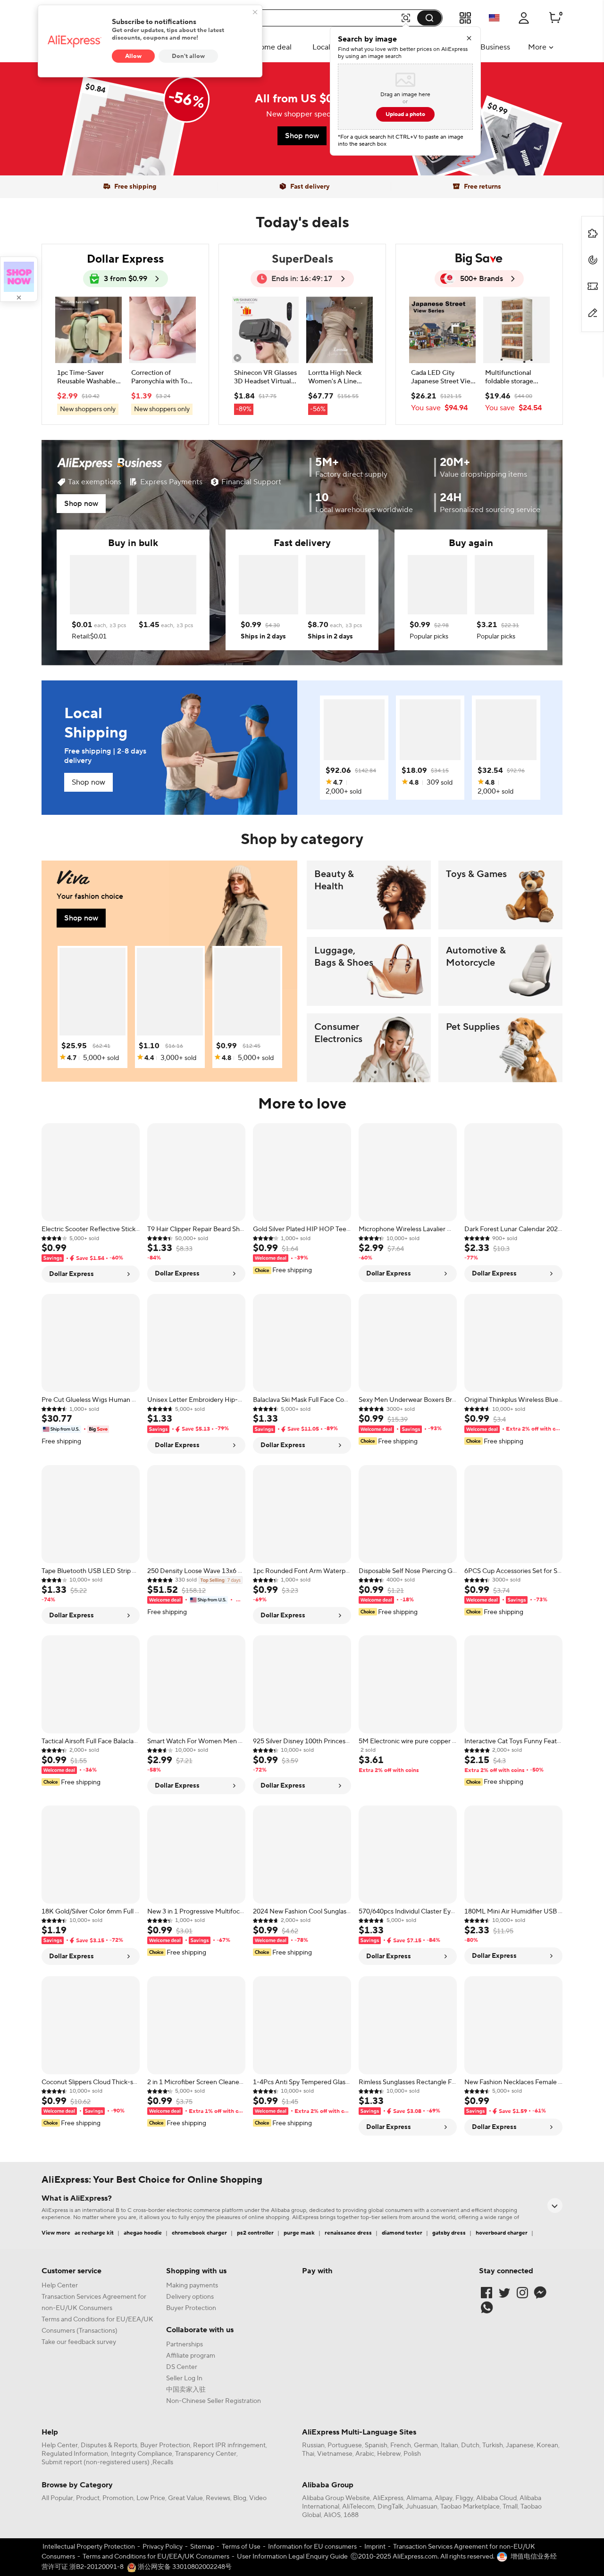 AliExpress
Subscribe to notifications
Get order updates, tips about the latest
discounts, coupons and more!
Allow
Don't allow
Search by image
Find what you love with better prices on AliExpress
by using an image search
Drag an image here
or
Upload a photo
*For a quick search hit CTRL+V to paste an image
into the search box
0
me deal
Local
Business
More
$0.84
-56%
All from US $0
New shopper spec
Shop now
$0.99
Free shipping
Fast delivery
Free returns
SHOP
NOW
Today's deals
Dollar Express
3 from $0.99
1pc Time-Saver
Reusable Washable...
$2.99 $10.42
New shoppers only
Correction of
Paronychia with To...
$1.39 $3.24
New shoppers only
SuperDeals
Ends in: 16:49:17
Shinecon VR Glasses
3D Headset Virtual...
$1.84 $17.75
-89%
Lorrtta High Neck
Women's A Line...
$67.77 $156.55
-56%
Big Save
500+ Brands
Japanese Street
View Series
Cada LED City
Japanese Street Vie...
$26.21 $121.15
You save $94.94
Multifunctional
foldable storage...
$19.46 $44.00
You save $24.54
AliExpress Business
Tax exemptions
Express Payments
Financial Support
Shop now
5M+
Factory direct supply
20M+
Value dropshipping items
10
Local warehouses worldwide
24H
Personalized sourcing service
Buy in bulk
$0.01 each, ≥3 pcs
Retail:$0.01
$1.45 each, ≥3 pcs
Fast delivery
$0.99 $4.30
Ships in 2 days
$8.70 each, ≥3 pcs
Ships in 2 days
Buy again
$0.99 $2.98
Popular picks
$3.21 $22.31
Popular picks
Local
Shipping
Free shipping | 2-8 days
delivery
Shop now
$92.06 $142.84
4.7
2,000+ sold
$18.09 $34.15
4.8 309 sold
$32.54 $92.96
4.8
2,000+ sold
Shop by category
Viva
Your fashion choice
Shop now
$25.95 $62.41
4.7 5,000+ sold
$1.10 $16.16
4.4 3,000+ sold
$0.99 $12.45
4.8 5,000+ sold
Beauty &
Health
Toys & Games
Luggage,
Bags & Shoes
Automotive &
Motorcycle
Consumer
Electronics
Pet Supplies
More to love
Electric Scooter Reflective Stick...
5,000+ sold
$0.99
Savings • Save $1.54 • -60%
Dollar Express
T9 Hair Clipper Repair Beard Sh...
50,000+ sold
$1.33 $8.33
-84%
Dollar Express
Gold Silver Plated HIP HOP Tee...
1,000+ sold
$0.99 $1.64
Welcome deal • -39%
Choice Free shipping
Microphone Wireless Lavalier ...
10,000+ sold
$2.99 $7.64
-60%
Dollar Express
Dark Forest Lunar Calendar 202...
900+ sold
$2.33 $10.3
-77%
Dollar Express
Pre Cut Glueless Wigs Human ...
1,000+ sold
$30.77
Ship from U.S. • Big Save
Free shipping
Unisex Letter Embroidery Hip-...
5,000+ sold
$1.33
Savings • Save $5.13 • -79%
Dollar Express
Balaclava Ski Mask Full Face Co...
5,000+ sold
$1.33
Savings • Save $11.05 • -89%
Dollar Express
Sexy Men Underwear Boxers Br...
3000+ sold
$0.99 $15.39
Welcome deal • Savings • -93%
Choice Free shipping
Original Thinkplus Wireless Blue...
10,000+ sold
$0.99 $3.4
Welcome deal • Extra 2% off with c...
Choice Free shipping
Tape Bluetooth USB LED Strip ...
10,000+ sold
$1.33 $5.22
-74%
Dollar Express
250 Density Loose Wave 13x6 ...
330 sold Top Selling 7 days
$51.52 $158.12
Welcome deal • Ship from U.S. • ...
Free shipping
1pc Rounded Font Arm Waterp...
1,000+ sold
$0.99 $3.23
-69%
Dollar Express
Disposable Self Nose Piercing G...
4000+ sold
$0.99 $1.21
Welcome deal • -18%
Choice Free shipping
6PCS Cup Accessories Set for S...
3000+ sold
$0.99 $3.74
Welcome deal • Savings • -73%
Choice Free shipping
Tactical Airsoft Full Face Balacla...
2,000+ sold
$0.99 $1.55
Welcome deal • -36%
Choice Free shipping
Smart Watch For Women Men ...
10,000+ sold
$2.99 $7.21
-58%
Dollar Express
925 Silver Disney 100th Princes...
10,000+ sold
$0.99 $3.59
-72%
Dollar Express
5M Electronic wire pure copper ...
2 sold
$3.61
Extra 2% off with coins
Interactive Cat Toys Funny Feat...
2,000+ sold
$2.15 $4.3
Extra 2% off with coins • -50%
Choice Free shipping
18K Gold/Silver Color 6mm Full ...
10,000+ sold
$1.19
Savings • Save $3.15 • -72%
Dollar Express
New 3 in 1 Progressive Multifoc...
1,000+ sold
$0.99 $3.01
Welcome deal • Savings • -67%
Choice Free shipping
2024 New Fashion Cool Sunglas...
2,000+ sold
$0.99 $4.62
Welcome deal • -78%
Choice Free shipping
570/640pcs Individul Claster Ey...
5,000+ sold
$1.33
Savings • Save $7.15 • -84%
Dollar Express
180ML Mini Air Humidifier USB ...
10,000+ sold
$2.33 $11.95
-80%
Dollar Express
Coconut Slippers Cloud Thick-s...
10,000+ sold
$0.99 $10.62
Welcome deal • Savings • -90%
Choice Free shipping
2 in 1 Microfiber Screen Cleane...
5,000+ sold
$0.99 $3.75
Welcome deal • Extra 1% off with c...
Choice Free shipping
1-4Pcs Anti Spy Tempered Glas...
10,000+ sold
$0.99 $1.45
Welcome deal • Extra 2% off with c...
Choice Free shipping
Rimless Sunglasses Rectangle F...
10,000+ sold
$1.33
Savings • Save $3.08 • -69%
Dollar Express
New Fashion Necklaces Female ...
5,000+ sold
$0.99
Savings • Save $1.59 • -61%
Dollar Express
AliExpress: Your Best Choice for Online Shopping
What is AliExpress?
AliExpress is an international B to C cross-border electronic commerce platform under the Alibaba group, dedicated to providing global consumers with a convenient and efficient shopping
experience. No matter where you are, it allows you to fully enjoy the pleasures of online shopping. AliExpress brings together top-tier sellers from around the world, offering a wide range of
View more ac recharge kit | ahegao hoodie | chromebook charger | ps2 controller | purge mask | renaissance dress | diamond tester | gatsby dress | hoverboard charger |
Customer service
Help Center
Transaction Services Agreement for
non-EU/UK Consumers
Terms and Conditions for EU/EEA/UK
Consumers (Transactions)
Take our feedback survey
Shopping with us
Making payments
Delivery options
Buyer Protection
Collaborate with us
Partnerships
Affiliate program
DS Center
Seller Log In
中国卖家入驻
Non-Chinese Seller Registration
Pay with
Stay connected
Help
Help Center, Disputes & Reports, Buyer Protection, Report IPR infringement,
Regulated Information, Integrity Compliance, Transparency Center,
Submit report (non-registered users) ,Recalls
AliExpress Multi-Language Sites
Russian, Portuguese, Spanish, French, German, Italian, Dutch, Turkish, Japanese, Korean,
Thai, Vietnamese, Arabic, Hebrew, Polish
Browse by Category
All Popular, Product, Promotion, Low Price, Great Value, Reviews, Blog, Video
Alibaba Group
Alibaba Group Website, AliExpress, Alimama, Alipay, Fliggy, Alibaba Cloud, Alibaba
International, AliTelecom, DingTalk, Juhuasuan, Taobao Marketplace, Tmall, Taobao
Global, AliOS, 1688
Intellectual Property Protection - Privacy Policy - Sitemap - Terms of Use - Information for EU consumers - Imprint - Transaction Services Agreement for non-EU/UK
Consumers - Terms and Conditions for EU/EEA/UK Consumers - User Information Legal Enquiry Guide ©2010-2025 AliExpress.com. All rights reserved. 增值电信业务经
营许可证 浙B2-20120091-8 浙公网安备 33010802002248号